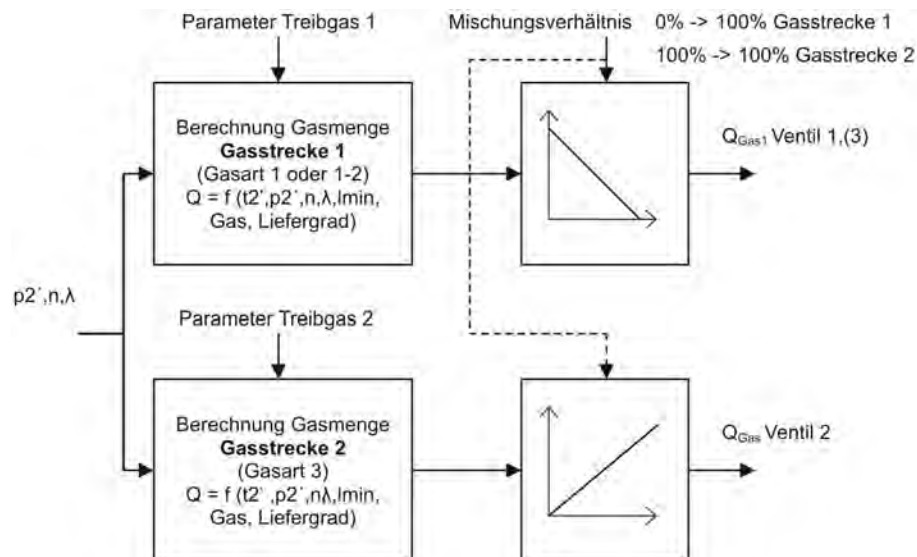 Parameter Treibgas 1
Mischungsverhältnis
0% -> 100% Gasstrecke 1
100% -> 100% Gasstrecke 2
Berechnung Gasmenge
Gasstrecke 1
(Gasart 1 oder 1-2)
Q = f (t2',p2´,n,λ,lmin,
Gas, Liefergrad)
QGas1 Ventil 1,(3)
p2´,n,λ
Parameter Treibgas 2
Berechnung Gasmenge
Gasstrecke 2
(Gasart 3)
Q = f (t2' ,p2´,nλ,lmin,
Gas, Liefergrad)
QGas Ventil 2